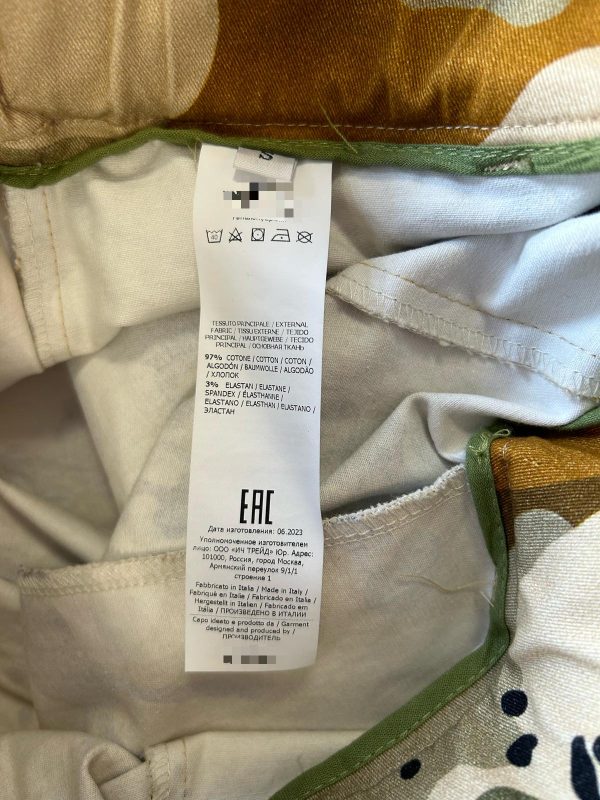 40
TESSUTO PRINCIPALE / EXTERNAL
FABRIC / TISSU EXTERNE / TEJIDO
PRINCIPAL / HAUPTGEWEBE / TECIDO
PRINCIPAL / ОСНОВНАЯ ТКАНЬ
97% COTONE / COTTON / COTON /
ALGODÓN / BAUMWOLLE / ALGODÃO
/ ХЛОПОК
3% ELASTAN / ELASTANE /
SPANDEX / ÉLASTHANNE /
ELASTANO / ELASTHAN / ELASTANO /
ЭЛАСТАН
EAC
Дата изготовления: 06.2023
Уполномоченное изготовителем
лицо: ООО «ИЧ ТРЕЙД» Юр. Адрес:
101000, Россия, город Москва,
Армянский переулок 9/1/1
строение 1
Fabbricato in Italia / Made in Italy /
Fabriqué en Italie / Fabricado en Italia /
Hergestellt in Italien / Fabricado em
Itália / ПРОИЗВЕДЕНО В ИТАЛИИ
Capo ideato e prodotto da / Garment
designed and produced by /
ПРОИЗВОДИТЕЛЬ